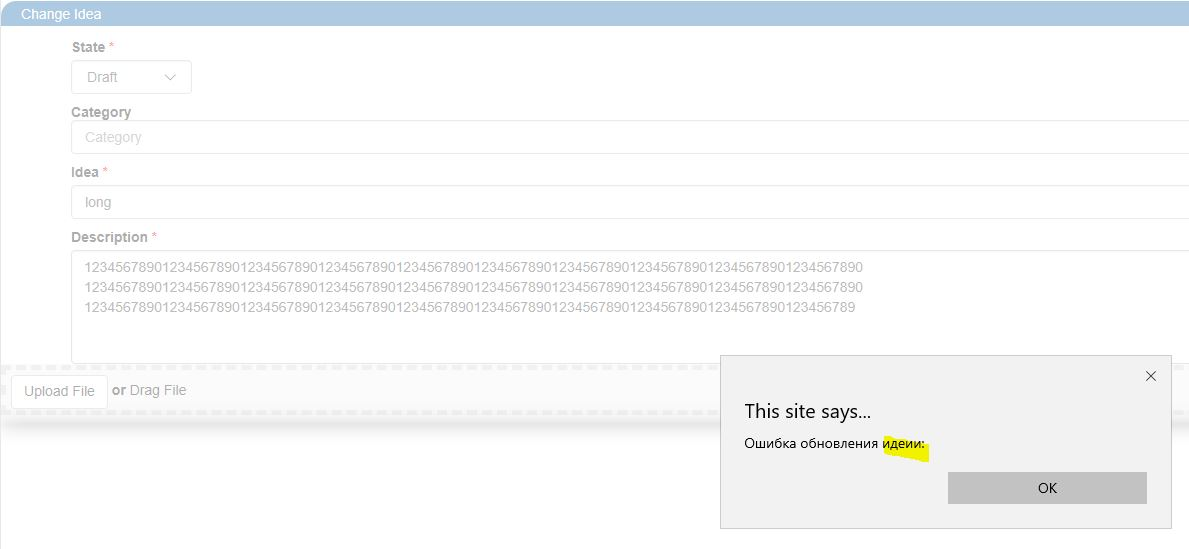 Change Idea
State *
Draft
Category
Category
Idea *
long
Description *
1234567890123456789012345678901234567890123456789012345678901234567890123456789012345678901234567890
1234567890123456789012345678901234567890123456789012345678901234567890123456789012345678901234567890
123456789012345678901234567890123456789012345678901234567890123456789012345678901234567890123456789
Upload File or Drag File
This site says...
Ошибка обновления идеии:
OK